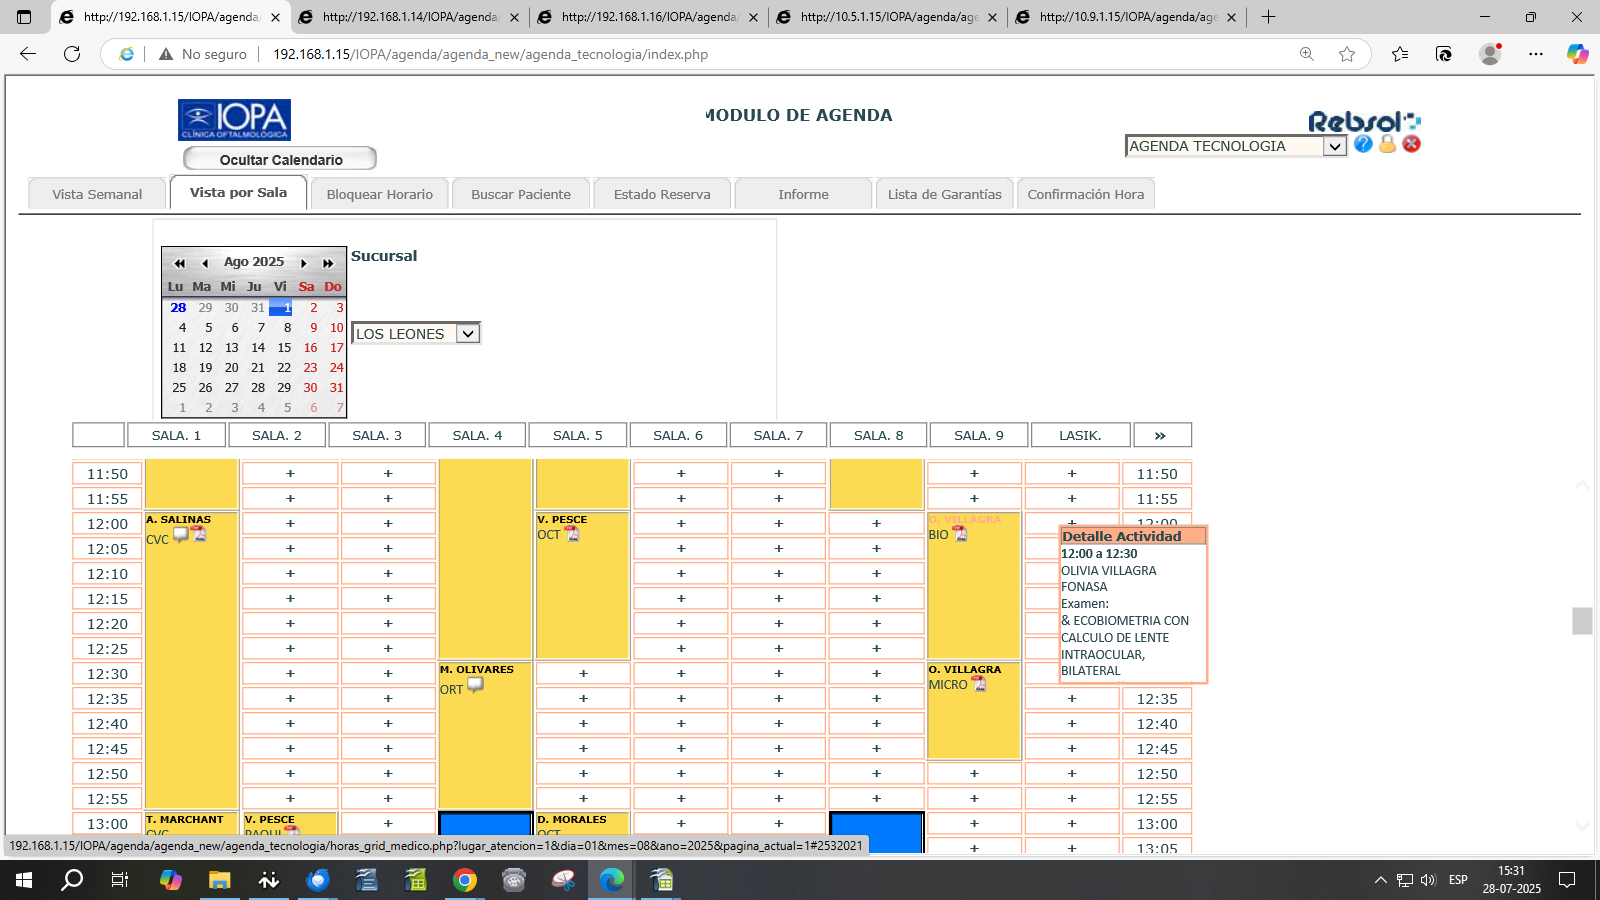 http://192.168.1.15/IOPA/agenda/
http://192.168.1.14/IOPA/agenda/
http://192.168.1.16/IOPA/agenda/
http://10.5.1.15/IOPA/agenda/age
http://10.9.1.15/IOPA/agenda/age
No seguro
192.168.1.15/IOPA/agenda/agenda_new/agenda_tecnologia/index.php
IOPA
CLÍNICA OFTALMOLÓGICA
MODULO DE AGENDA
Rebsol
AGENDA TECNOLOGIA
Ocultar Calendario
Vista Semanal
Vista por Sala
Bloquear Horario
Buscar Paciente
Estado Reserva
Informe
Lista de Garantías
Confirmación Hora
Ago 2025
Lu Ma Mi Ju Vi Sa Do
28 29 30 31 1 2 3
4 5 6 7 8 9 10
11 12 13 14 15 16 17
18 19 20 21 22 23 24
25 26 27 28 29 30 31
1 2 3 4 5 6 7
Sucursal
LOS LEONES
SALA. 1 SALA. 2 SALA. 3 SALA. 4 SALA. 5 SALA. 6 SALA. 7 SALA. 8 SALA. 9 LASIK. »
11:50 + + + + + + 11:50
11:55 + + + + + + 11:55
12:00 A. SALINAS + + V. PESCE + + + O. VILLAGRA + 12:00
CVC OCT BIO
12:05 + + + + +
12:10 + + + + +
12:15 + + + + +
12:20 + + + + +
12:25 + + + + +
Detalle Actividad
12:00 a 12:30
OLIVIA VILLAGRA
FONASA
Examen:
& ECOBIOMETRIA CON
CALCULO DE LENTE
INTRAOCULAR,
BILATERAL
12:30 + + M. OLIVARES + + + + O. VILLAGRA
ORT MICRO
12:35 + + + + + + + 12:35
12:40 + + + + + + + 12:40
12:45 + + + + + + + 12:45
12:50 + + + + + + + + 12:50
12:55 + + + + + + + + 12:55
13:00 T. MARCHANT V. PESCE + D. MORALES + + + + 13:00
CVC PAQUI OCT
+ + 13:05
192.168.1.15/IOPA/agenda/agenda_new/agenda_tecnologia/horas_grid_medico.php?lugar_atencion=1&dia=01&mes=08&ano=2025&pagina_actual=1#2532021
ESP
15:31
28-07-2025